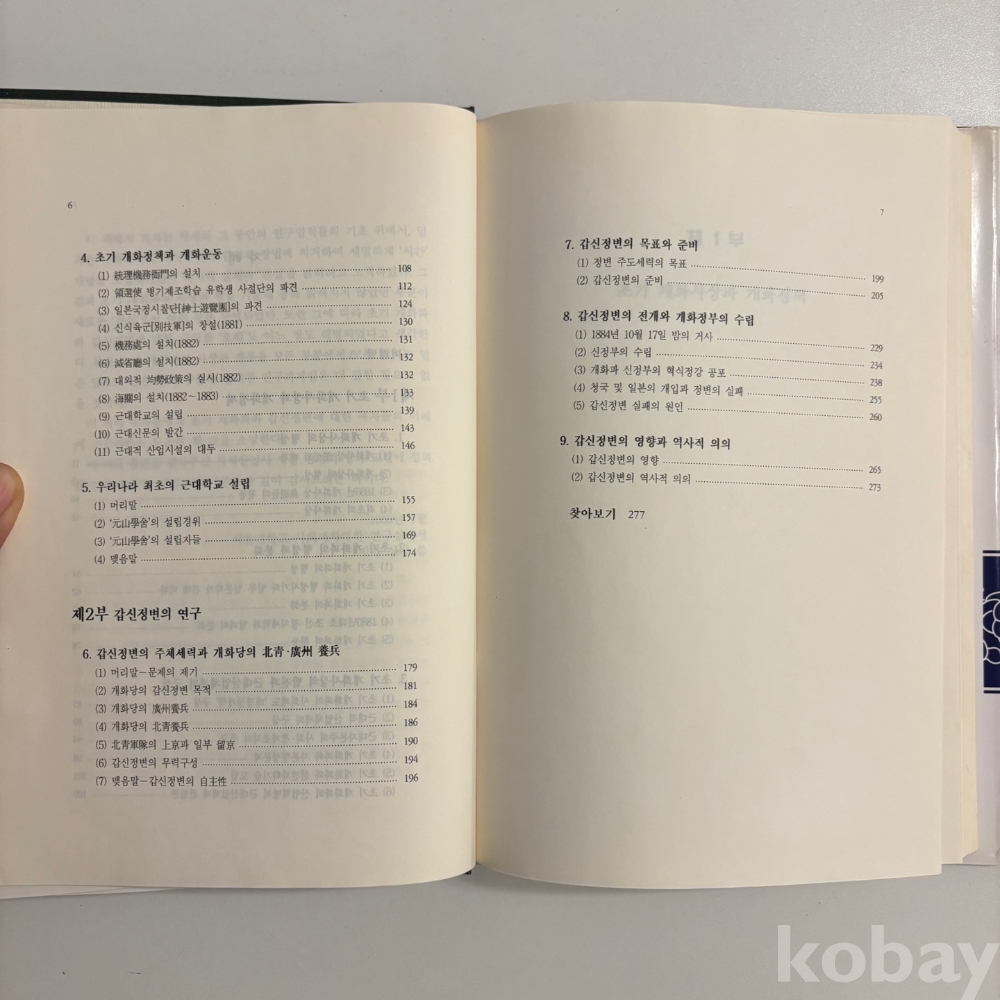 6
4. 초기 개화정책과 개화운동
(1) 統理機務衙門의 설치 108
(2) 領選使 병기제조학습 유학생 사절단의 파견 112
(3) 일본국정시찰단[紳士遊覽團]의 파견 124
(4) 신식육군[別技軍]의 창설(1881) 130
(5) 機務處의 설치(1882) 131
(6) 減省廳의 설치(1882) 132
(7) 대외적 均勢政策의 실시(1882) 132
(8) 海關의 설치(1882~1883) 133
(9) 근대학교의 설립 139
(10) 근대신문의 발간 143
(11) 근대적 산업시설의 대두 146
5. 우리나라 최초의 근대학교 설립
(1) 머리말 155
(2) '元山學舍'의 설립경위 157
(3) '元山學舍'의 설립자들 169
(4) 맺음말 174
제2부 갑신정변의 연구
6. 갑신정변의 주체세력과 개화당의 北靑·廣州 養兵
(1) 머리말-문제의 제기 179
(2) 개화당의 갑신정변 목적 181
(3) 개화당의 廣州養兵 184
(4) 개화당의 北靑養兵 186
(5) 北靑軍隊의 上京과 일부 留京 190
(6) 갑신정변의 무력구성 194
(7) 맺음말-갑신정변의 自主性 196
7
7. 갑신정변의 목표와 준비
(1) 정변 주도세력의 목표 199
(2) 갑신정변의 준비 205
8. 갑신정변의 전개와 개화정부의 수립
(1) 1884년 10월 17일 밤의 거사 229
(2) 신정부의 수립 234
(3) 개화파 신정부의 혁신정강 공포 238
(4) 청국 및 일본의 개입과 정변의 실패 255
(5) 갑신정변 실패의 원인 260
9. 갑신정변의 영향과 역사적 의의
(1) 갑신정변의 영향 265
(2) 갑신정변의 역사적 의의 273
찾아보기 277
kobay